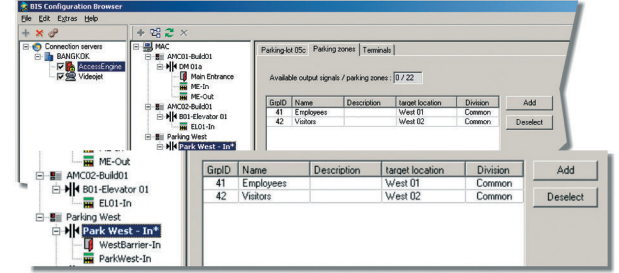 BIS Configuration Browser
File Edit Extras Help
Connection servers
BANGKOK
AccessEngine
Videojet
MAC
AMC01-Build01
DM 01a
Main Entrance
ME-In
ME-Out
AMC02-Build01
B01-Elevator 01
EL01-In
Parking West
Park West - In*
Parking-lot 05c Parking zones Terminals
Available output signals / parking zones : 0 / 22
GrpID Name Description target location Division
41 Employees West 01 Common
42 Visitors West 02 Common
Add
Deselect
ME-Out
AMC02-Build01
B01-Elevator 01
EL01-In
Parking West
Park West - In*
WestBarrier-In
ParkWest-In
GrpID Name Description target location Division
41 Employees West 01 Common
42 Visitors West 02 Common
Add
Deselect